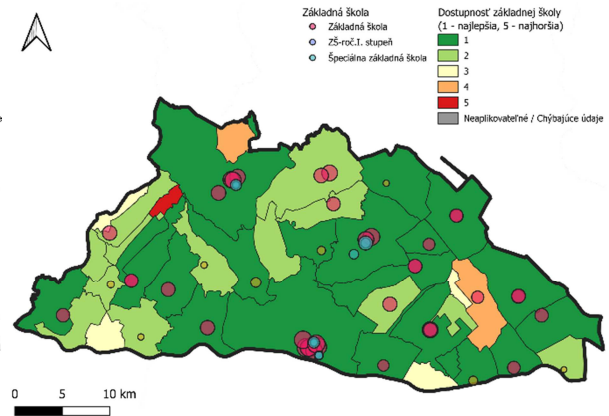 Základná škola
Základná škola
ZŠ-roč.I. stupeň
Špeciálna základná škola
Dostupnosť základnej školy
(1 - najlepšia, 5 - najhoršia)
1
2
3
4
5
Neaplikovateľné / Chýbajúce údaje
0 5 10 km